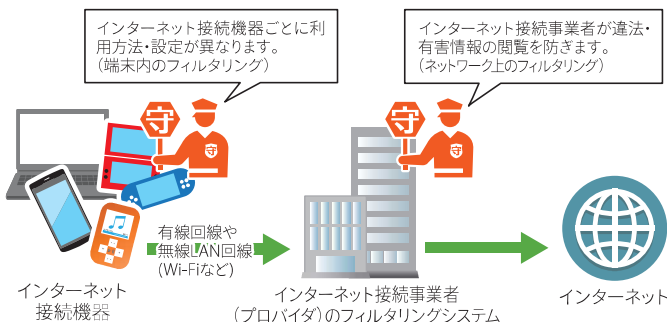 インターネット接続機器ごとに利
用方法・設定が異なります。
(端末内のフィルタリング)
インターネット接続事業者が違法・
有害情報の閲覧を防ぎます。
(ネットワーク上のフィルタリング)
守
守
守
守
有線回線や
無線LAN回線
(Wi-Fiなど)
インターネット
接続機器
インターネット接続事業者
(プロバイダ)のフィルタリングシステム
インターネット